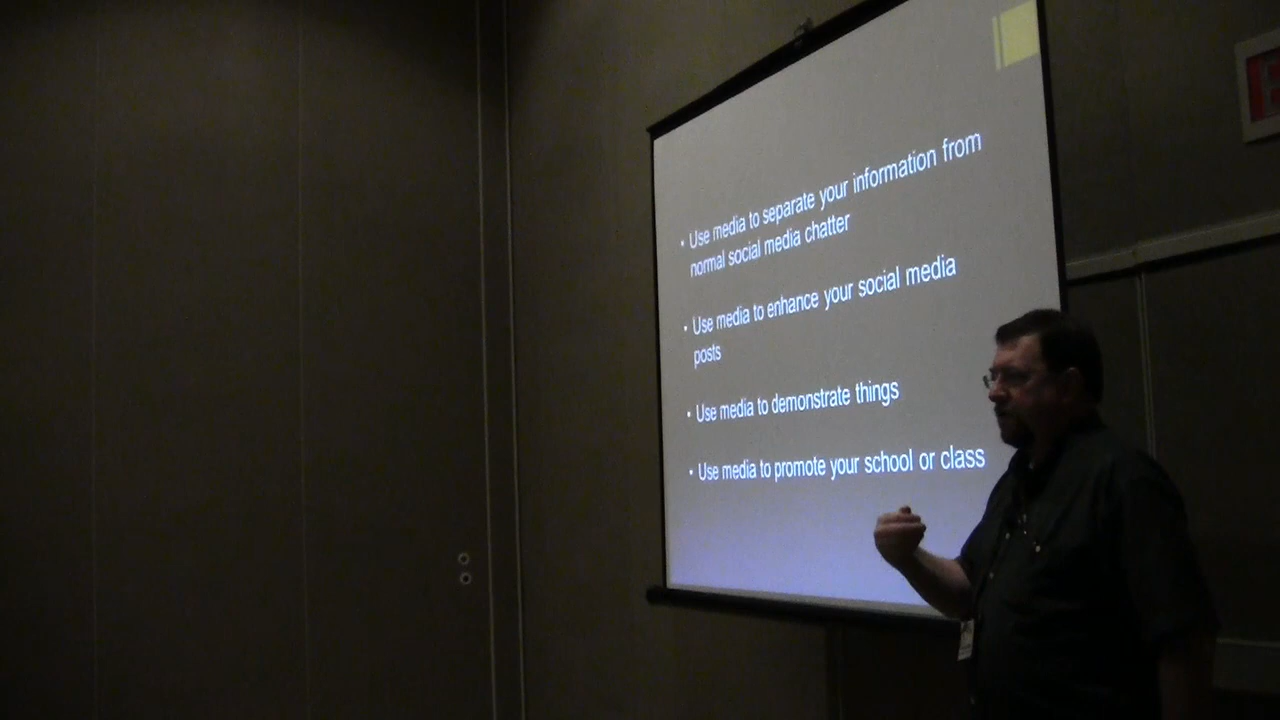 • Use media to separate your information from
normal social media chatter
• Use media to enhance your social media
posts
• Use media to demonstrate things
• Use media to promote your school or class